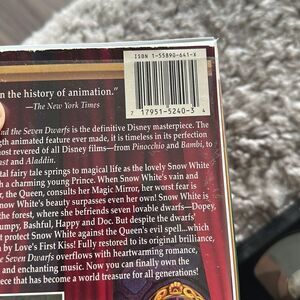 ISBN 1-55890-641-X
n the history of animation."
—The New York Times
7 17951-5240-3 4
nd the Seven Dwarfs is the definitive Disney masterpiece. The
gth animated feature ever made, it is timeless in its perfection
most revered of all Disney films—from Pinocchio and Bambi, to
ast and Aladdin.
tal fairy tale springs to magical life as the lovely Snow White
h a charming young Prince. When Snow White's vain and
r, the Queen, consults her Magic Mirror, her worst fear is
now White's beauty surpasses even her own! Snow White is
the forest, where she befriends seven lovable dwarfs—Dopey,
umpy, Bashful, Happy and Doc. But despite the dwarfs'
protect Snow White against the Queen's evil spell...which
n by Love's First Kiss! Fully restored to its original brilliance,
e Seven Dwarfs overflows with heartwarming romance,
and enchanting music. Now you can finally own the
iece that has become a world treasure for all generations!